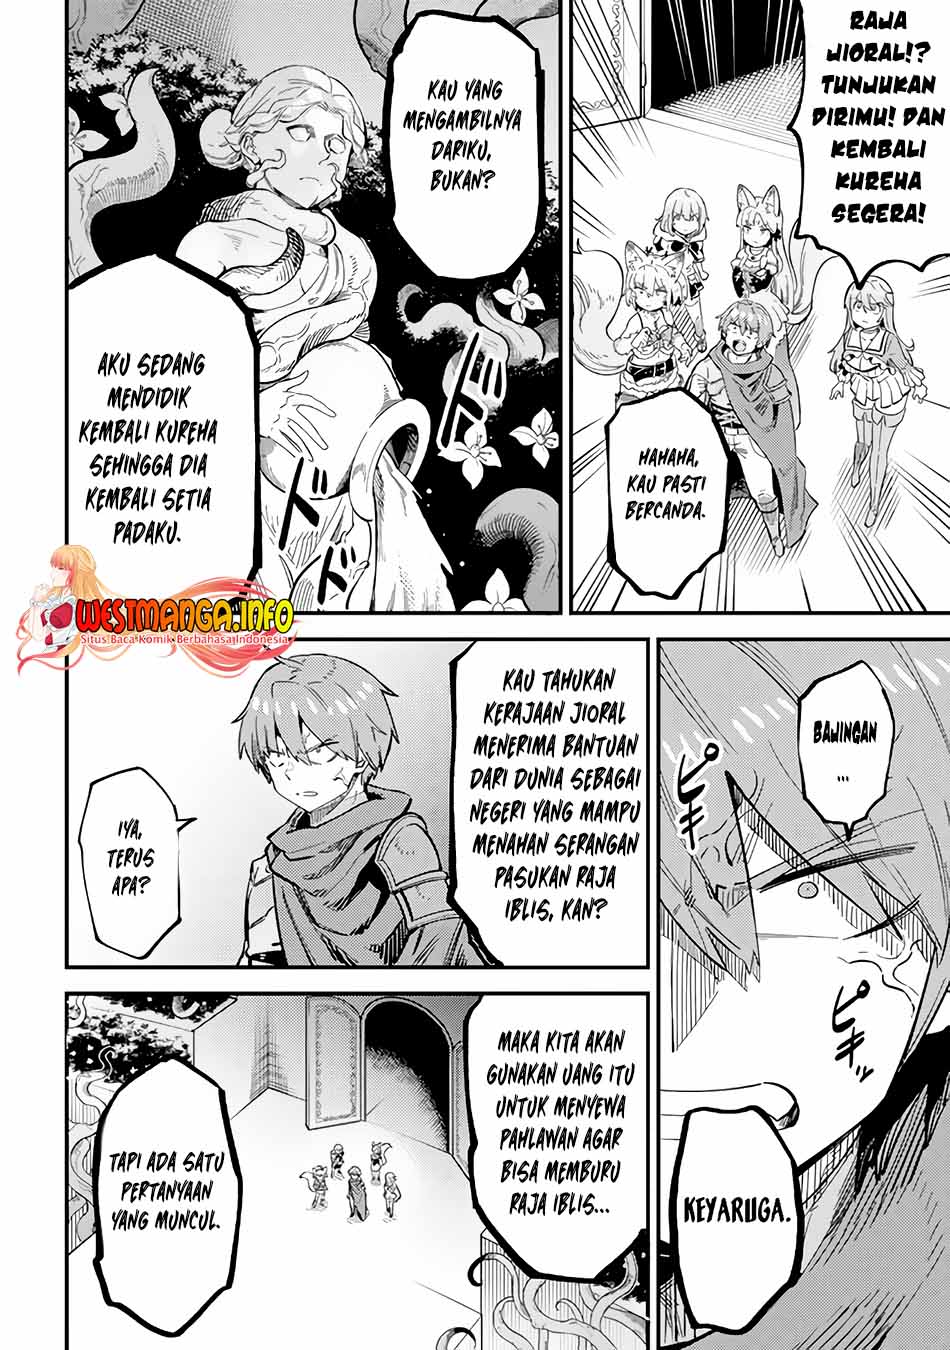 RAJA
JIORAL!?
TUNJUKAN
DIRIMU! DAN
KEMBALI
KUREHA
SEGERA!
HAHAHA,
KAU PASTI
BERCANDA.
KAU YANG
MENGAMBILNYA
DARIKU,
BUKAN?
AKU SEDANG
MENDIDIK
KEMBALI KUREHA
SEHINGGA DIA
KEMBALI SETIA
PADAKU.
WESTMANGA.INFO
Situs Baca Komik Berbahasa Indonesia
BAJINGAN
...
KEYARUGA.
KAU TAHUKAN
KERAJAAN JIORAL
MENERIMA BANTUAN
DARI DUNIA SEBAGAI
NEGERI YANG MAMPU
MENAHAN SERANGAN
PASUKAN RAJA
IBLIS, KAN?
IYA,
TERUS
APA?
MAKA KITA AKAN
GUNAKAN UANG ITU
UNTUK MENYEWA
PAHLAWAN AGAR
BISA MEMBURU
RAJA IBLIS...
TAPI ADA SATU
PERTANYAAN
YANG MUNCUL.